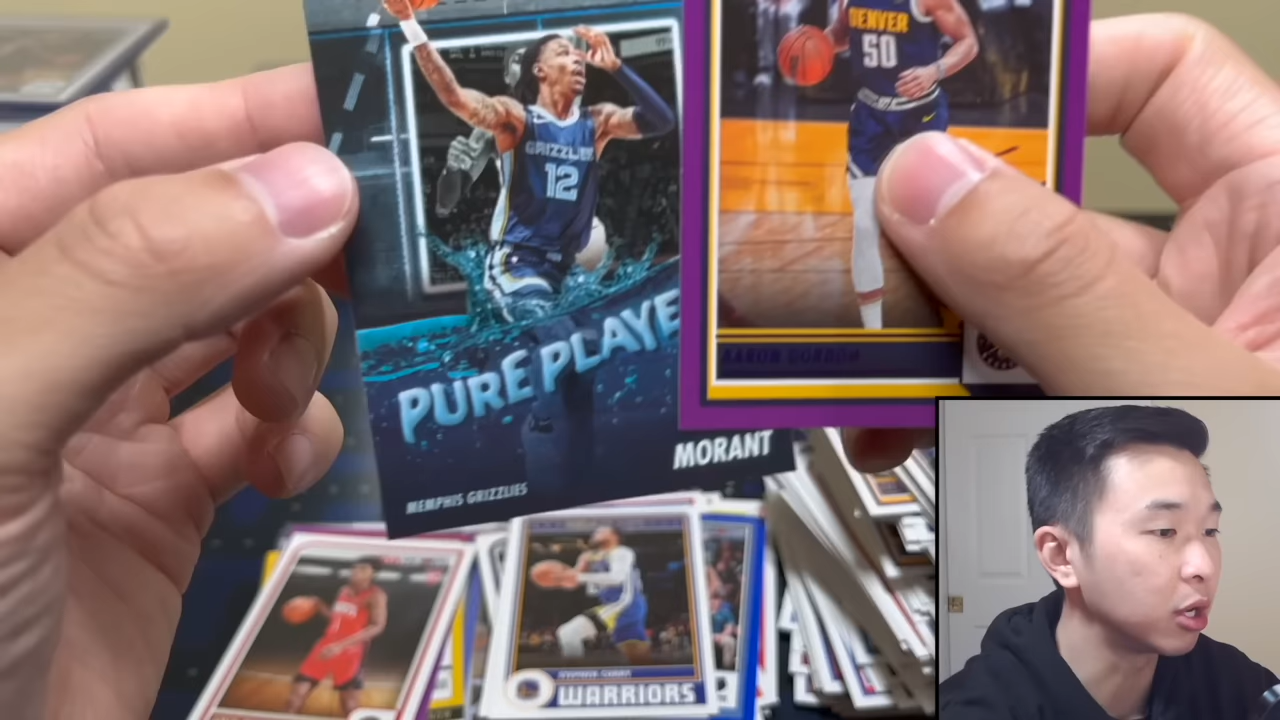 GRIZZLIES
12
PURE PLAYE
MORANT
MEMPHIS GRIZZLIES
DENVER
50
AARON GORDON
WARRIORS